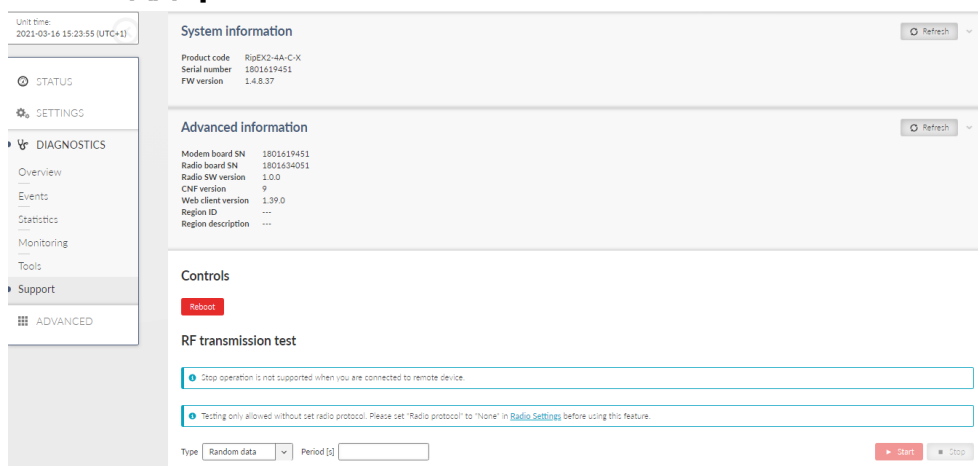 Unit time:
2021-03-16 15:23:55 (UTC+1)
STATUS
SETTINGS
DIAGNOSTICS
Overview
Events
Statistics
Monitoring
Tools
Support
ADVANCED
System information
Refresh
Product code RipEX2-4A-C-X
Serial number 1801619451
FW version 1.4.8.37
Advanced information
Refresh
Modem board SN 1801619451
Radio board SN 1801634051
Radio SW version 1.0.0
CNF version 9
Web client version 1.39.0
Region ID ---
Region description ---
Controls
Reboot
RF transmission test
Stop operation is not supported when you are connected to remote device.
Testing only allowed without set radio protocol. Please set "Radio protocol" to "None" in Radio Settings before using this feature.
Type Random data Period [s] Start Stop